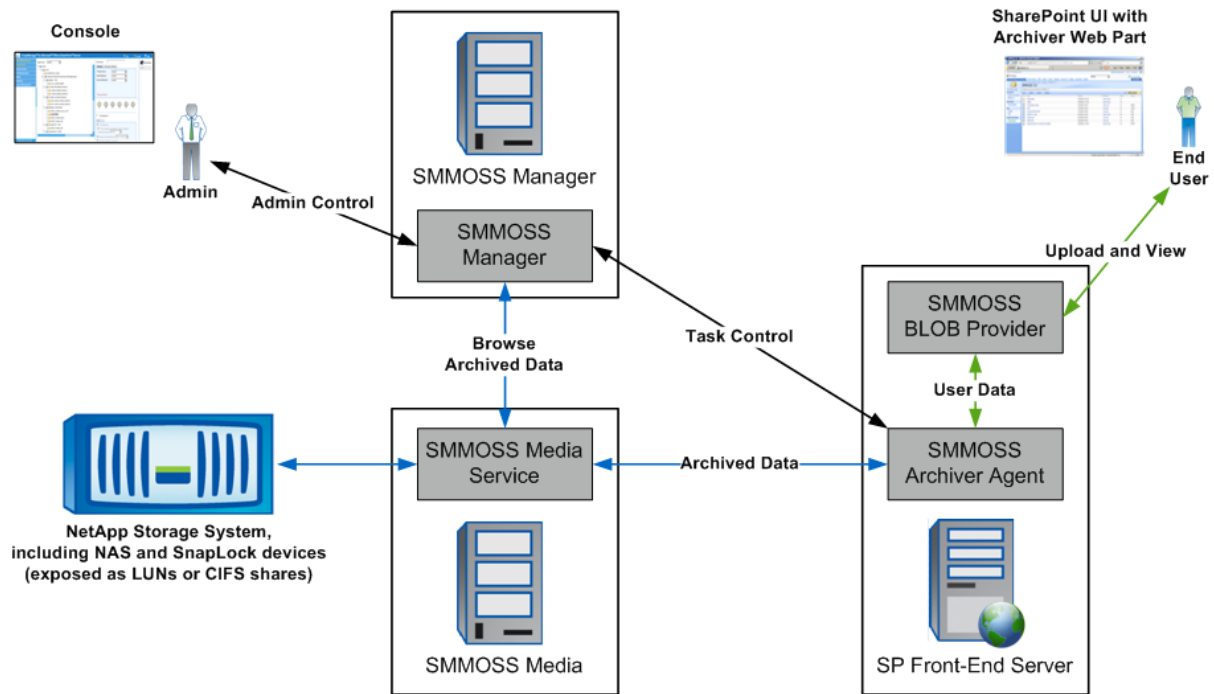 Console
SharePoint UI with
Archiver Web Part
Admin
End
User
SMMOSS Manager
Admin Control
SMMOSS
Manager
Upload and View
SMMOSS
BLOB Provider
Task Control
Browse
Archived Data
User Data
SMMOSS Media
Service
Archived Data
SMMOSS
Archiver Agent
NetApp Storage System,
including NAS and SnapLock devices
(exposed as LUNs or CIFS shares)
SMMOSS Media
SP Front-End Server